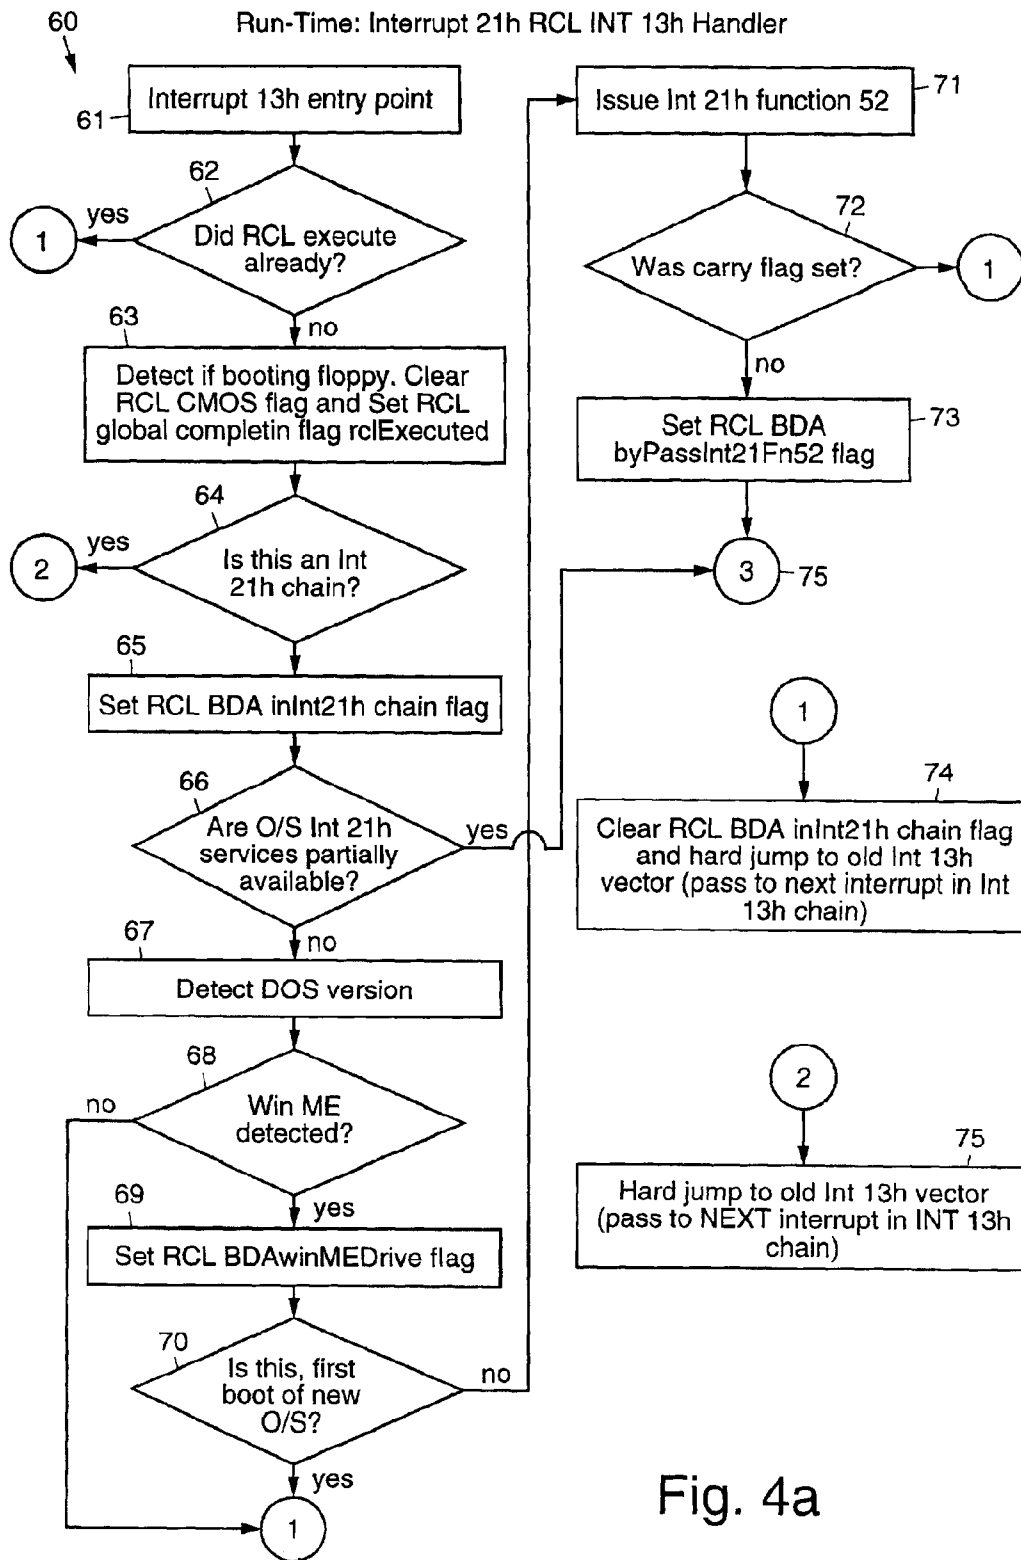 Run-Time: Interrupt 21h RCL INT 13h Handler
60
Interrupt 13h entry point
61
62
yes
1
Did RCL execute
already?
no
63
Detect if booting floppy. Clear
RCL CMOS flag and Set RCL
global completin flag rclExecuted
64
yes
2
Is this an Int
21h chain?
65
Set RCL BDA inInt21h chain flag
66
Are O/S Int 21h
services partially
available?
yes
no
67
Detect DOS version
68
no
Win ME
detected?
yes
69
Set RCL BDAwinMEDrive flag
70
Is this, first
boot of new
O/S?
no
yes
1
Issue Int 21h function 52
71
72
Was carry flag set?
1
no
Set RCL BDA
byPassInt21Fn52 flag
73
3
75
1
74
Clear RCL BDA inInt21h chain flag
and hard jump to old Int 13h
vector (pass to next interrupt in Int
13h chain)
2
75
Hard jump to old Int 13h vector
(pass to NEXT interrupt in INT 13h
chain)
Fig. 4a